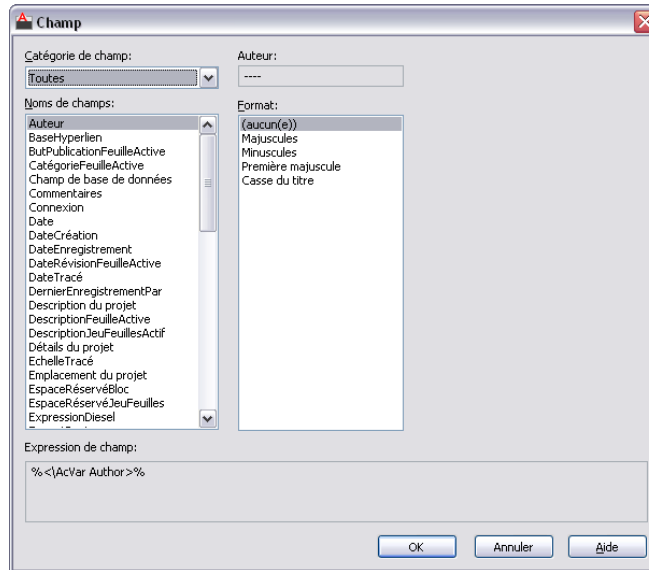 Champ
Catégorie de champ:
Toutes
Noms de champs:
Auteur
BaseHyperlien
ButPublicationFeuilleActive
CatégorieFeuilleActive
Champ de base de données
Commentaires
Connexion
Date
DateCréation
DateEnregistrement
DateRévisionFeuilleActive
DateTracé
DernierEnregistrementPar
Description du projet
DescriptionFeuilleActive
DescriptionJeuFeuillesActif
Détails du projet
EchelleTracé
Emplacement du projet
EspaceRéservéBloc
EspaceRéservéJeuFeuilles
ExpressionDiesel
Auteur:
----
Format:
(aucun(e))
Majuscules
Minuscules
Première majuscule
Casse du titre
Expression de champ:
%<\AcVar Author>%
OK
Annuler
Aide